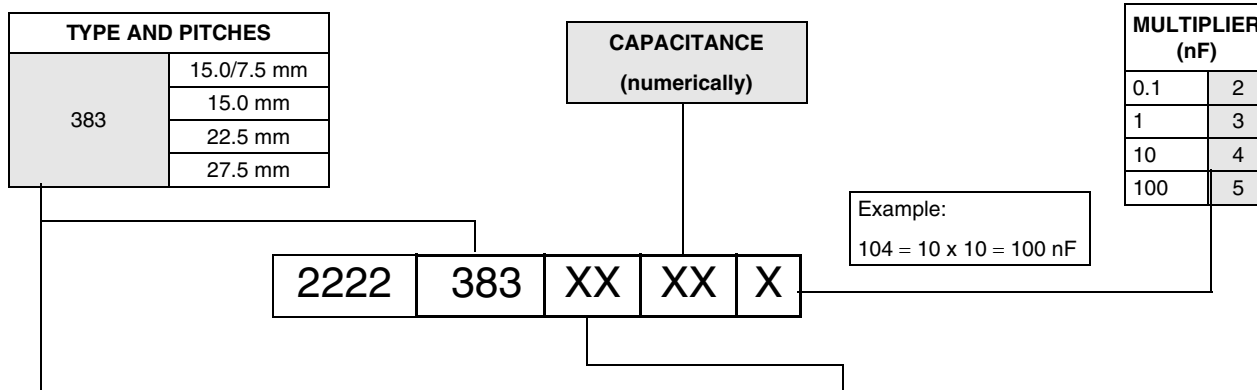 TYPE AND PITCHES
383
15.0/7.5 mm
15.0 mm
22.5 mm
27.5 mm
CAPACITANCE
(numerically)
MULTIPLIER
(nF)
0.1 2
1 3
10 4
100 5
Example:
104 = 10 x 10 = 100 nF
2222 383 XX XX X